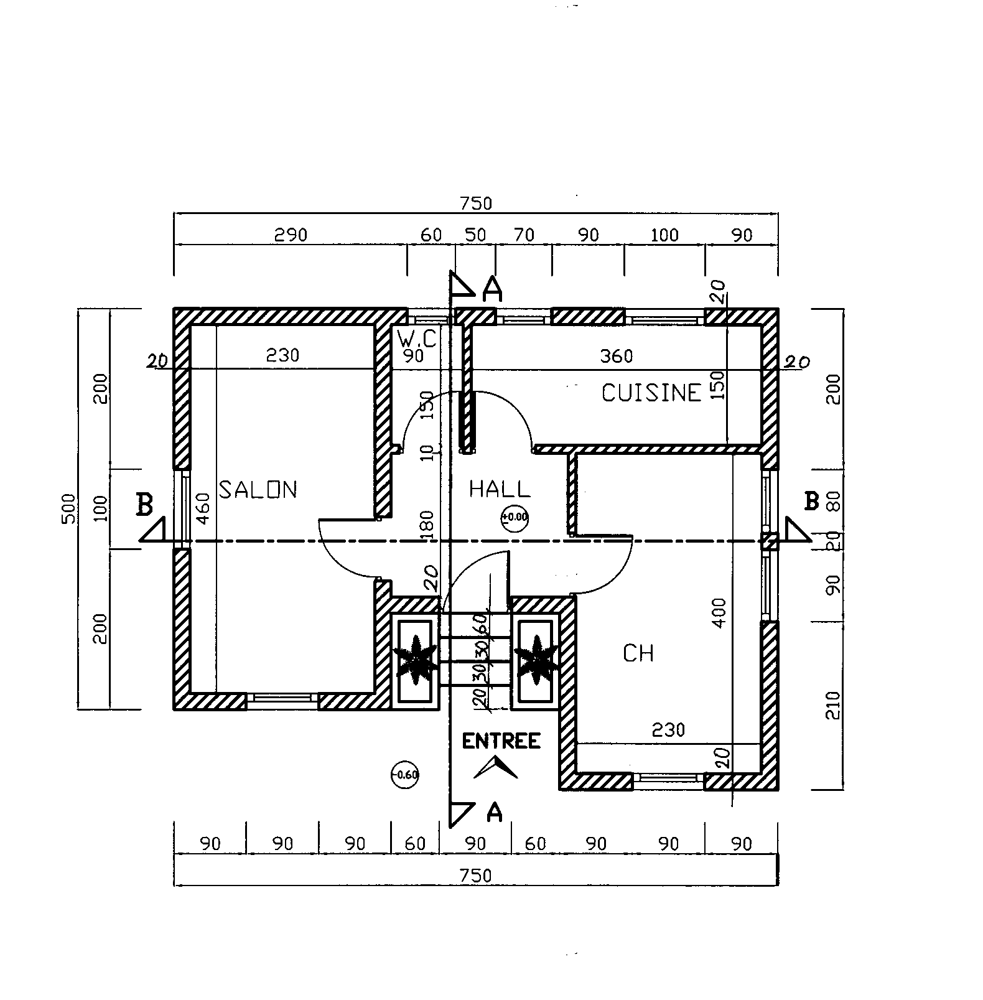 750
290 60 50 70 90 100 90
A
20
W.C
20 230 90 360 20
CUISINE
200 150 150 200
10
SALON HALL
B B
500 100 460 +0.00 80
180
20
20 90
400
60
200 30 CH
30
20 210
230
ENTREE
20
-0.60
A
90 90 90 60 90 60 90 90 90
750